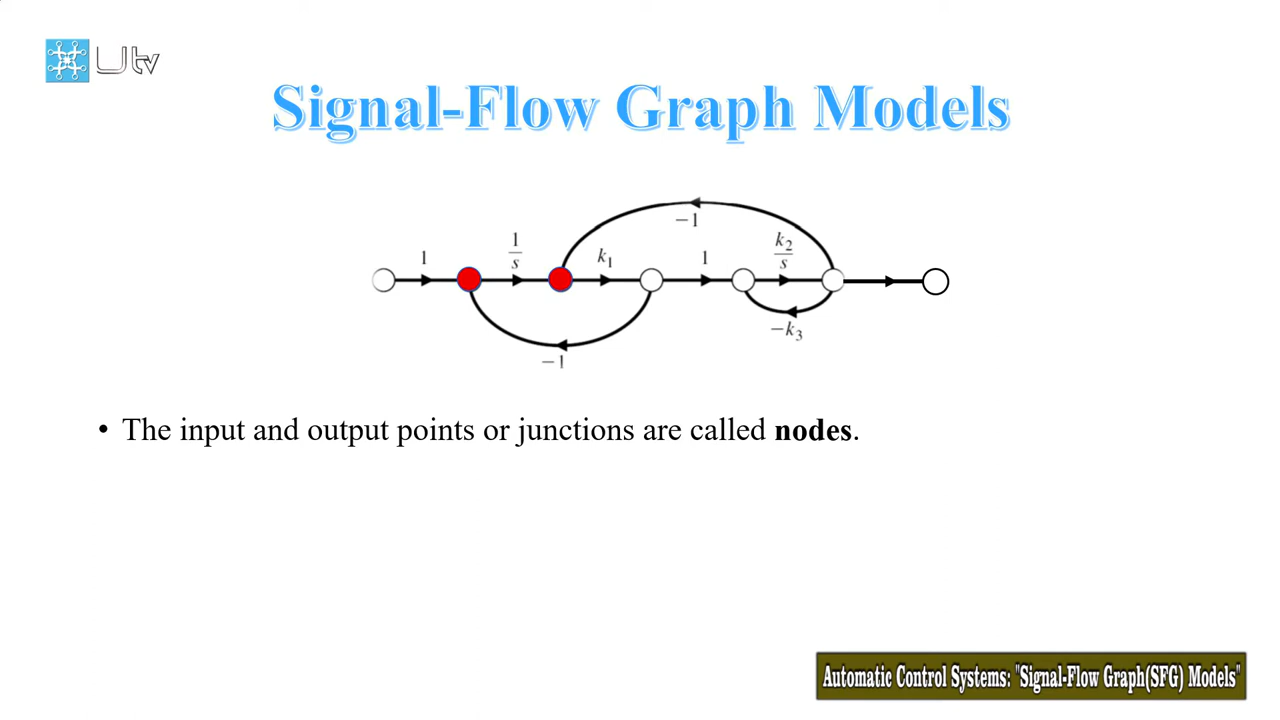 Utv
Signal-Flow Graph Models
−1
1
1
s
k1
1
k2
s
−k3
−1
• The input and output points or junctions are called nodes.
Automatic Control Systems: "Signal-Flow Graph(SFG) Models"